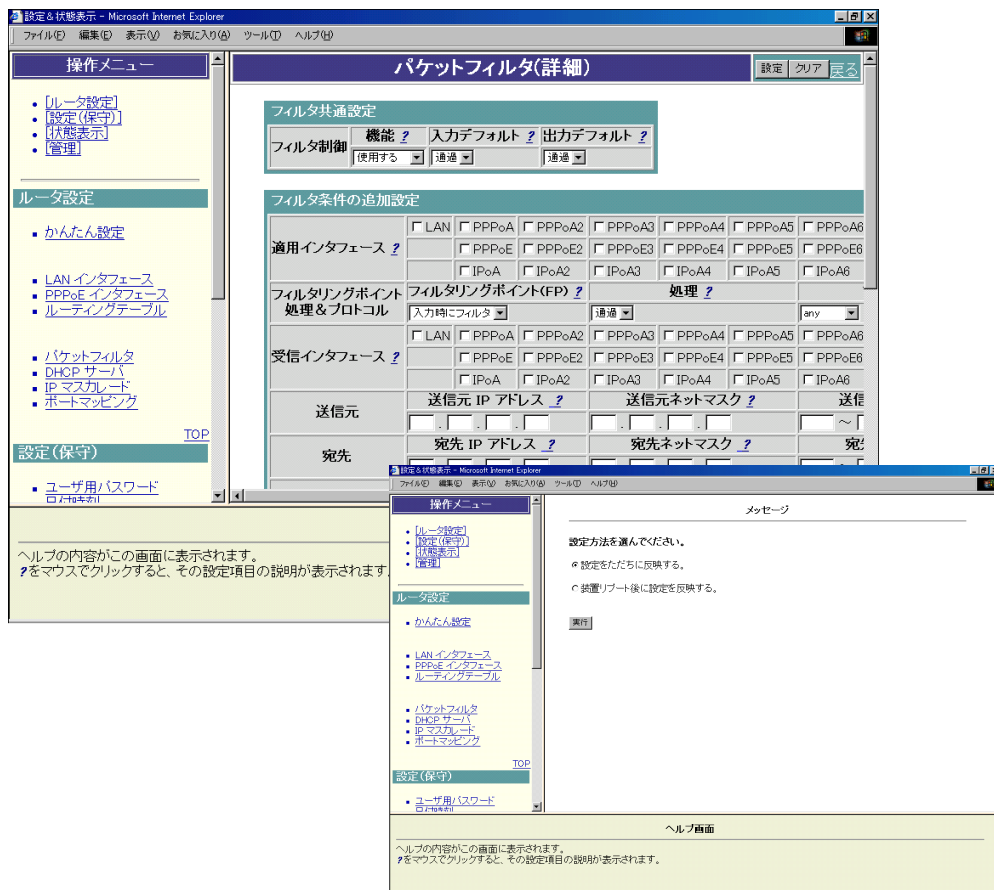 設定＆状態表示 - Microsoft Internet Explorer
ファイル(F) 編集(E) 表示(V) お気に入り(A) ツール(T) ヘルプ(H)
操作メニュー
[ルータ設定]
[設定(保守)]
[状態表示]
[管理]
ルータ設定
かんたん設定
LAN インタフェース
PPPoE インタフェース
ルーティングテーブル
パケットフィルタ
DHCP サーバ
IP マスカレード
ポートマッピング
TOP
設定(保守)
ユーザ用パスワード
日付時刻
パケットフィルタ(詳細)
設定 クリア 戻る
フィルタ共通設定
機能 ? 入力デフォルト ? 出力デフォルト ?
フィルタ制御 使用する 通過 通過
フィルタ条件の追加設定
適用インタフェース ?
LAN PPPoA PPPoA2 PPPoA3 PPPoA4 PPPoA5 PPPoA6
PPPoE PPPoE2 PPPoE3 PPPoE4 PPPoE5 PPPoE6
IPoA IPoA2 IPoA3 IPoA4 IPoA5 IPoA6
フィルタリングポイント
処理＆プロトコル
フィルタリングポイント(FP) ? 処理 ?
入力時にフィルタ 通過 any
受信インタフェース ?
LAN PPPoA PPPoA2 PPPoA3 PPPoA4 PPPoA5 PPPoA6
PPPoE PPPoE2 PPPoE3 PPPoE4 PPPoE5 PPPoE6
IPoA IPoA2 IPoA3 IPoA4 IPoA5 IPoA6
送信元
送信元 IP アドレス ? 送信元ネットマスク ? 送信
. . . . . . ～
宛先
宛先 IP アドレス ? 宛先ネットマスク ? 宛先
ヘルプの内容がこの画面に表示されます。
?をマウスでクリックすると、その設定項目の説明が表示されます
設定＆状態表示 - Microsoft Internet Explorer
ファイル(F) 編集(E) 表示(V) お気に入り(A) ツール(T) ヘルプ(H)
操作メニュー
[ルータ設定]
[設定(保守)]
[状態表示]
[管理]
ルータ設定
かんたん設定
LAN インタフェース
PPPoE インタフェース
ルーティングテーブル
パケットフィルタ
DHCP サーバ
IP マスカレード
ポートマッピング
TOP
設定(保守)
ユーザ用パスワード
日付時刻
メッセージ
設定方法を選んでください。
設定をただちに反映する。
装置リブート後に設定を反映する。
実行
ヘルプ画面
ヘルプの内容がこの画面に表示されます。
?をマウスでクリックすると、その設定項目の説明が表示されます。